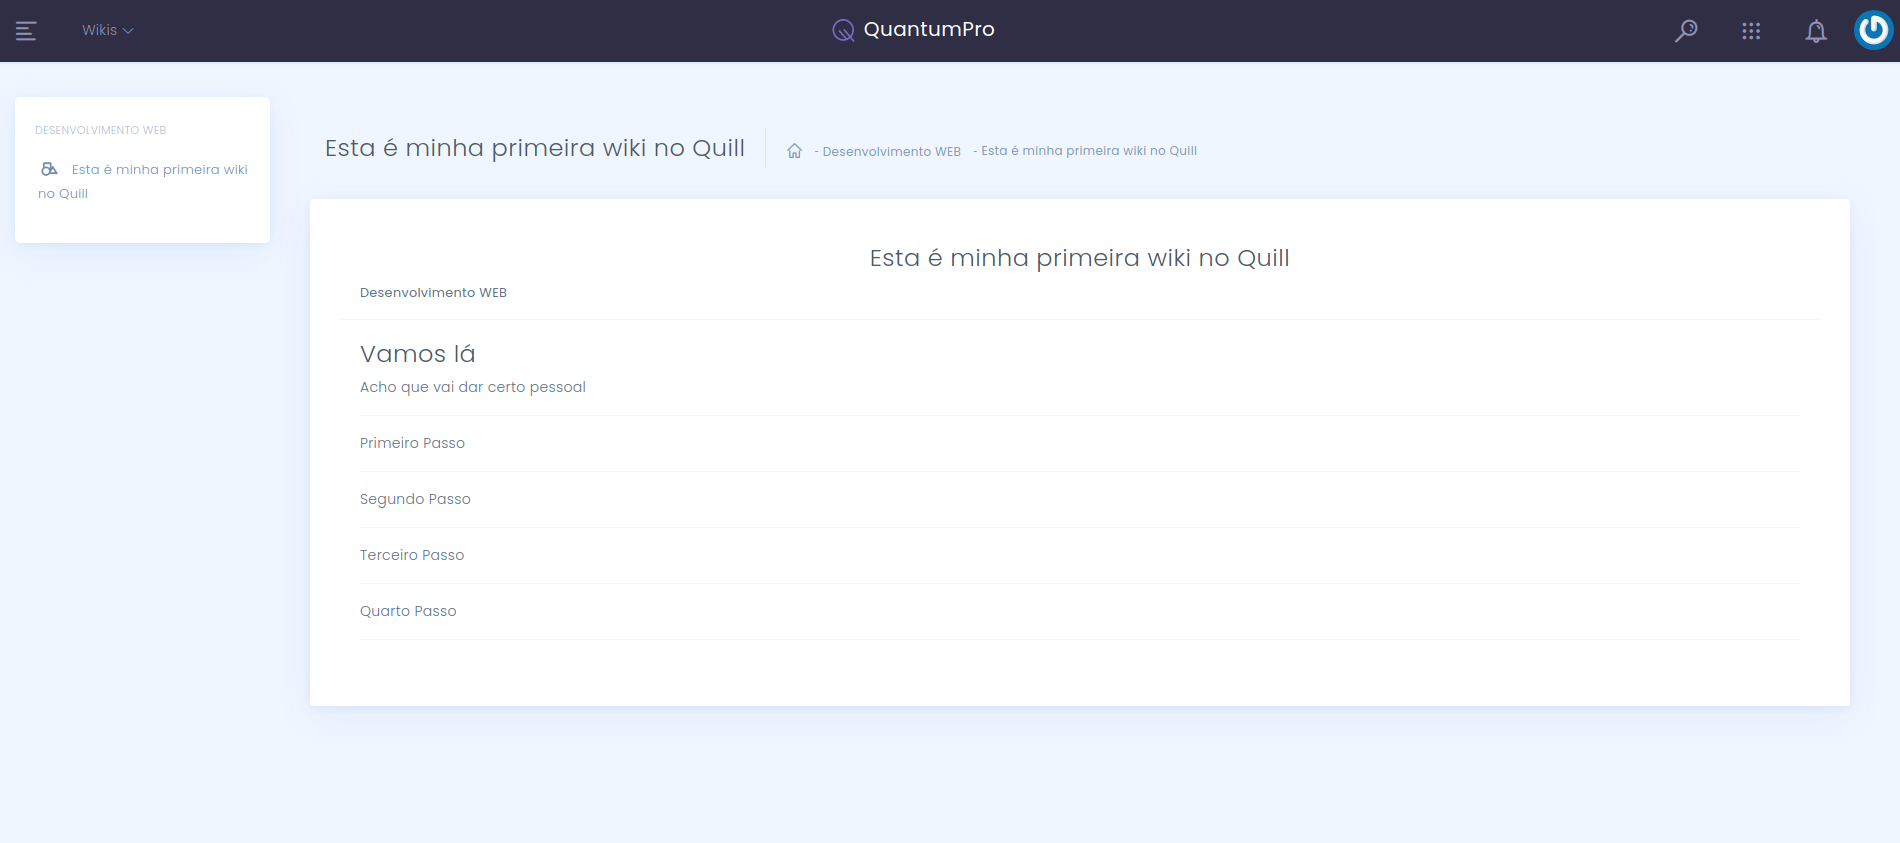 Wikis
QuantumPro
DESENVOLVIMENTO WEB
Esta é minha primeira wiki
no Quill
Esta é minha primeira wiki no Quill
- Desenvolvimento WEB - Esta é minha primeira wiki no Quill
Esta é minha primeira wiki no Quill
Desenvolvimento WEB
Vamos lá
Acho que vai dar certo pessoal
Primeiro Passo
Segundo Passo
Terceiro Passo
Quarto Passo